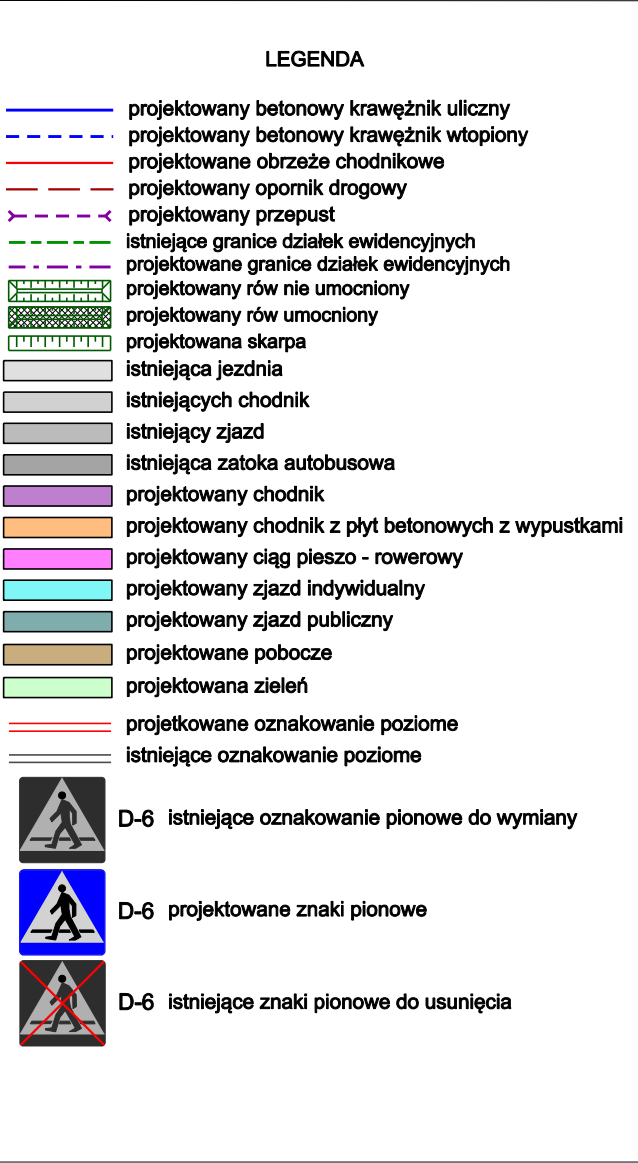 LEGENDA
projektowany betonowy krawężnik uliczny
projektowany betonowy krawężnik wtopiony
projektowane obrzeże chodnikowe
projektowany opornik drogowy
projektowany przepust
istniejące granice działek ewidencyjnych
projektowane granice działek ewidencyjnych
projektowany rów nie umocniony
projektowany rów umocniony
projektowana skarpa
istniejąca jezdnia
istniejących chodnik
istniejący zjazd
istniejąca zatoka autobusowa
projektowany chodnik
projektowany chodnik z płyt betonowych z wypustkami
projektowany ciąg pieszo - rowerowy
projektowany zjazd indywidualny
projektowany zjazd publiczny
projektowane pobocze
projektowana zieleń
projetkowane oznakowanie poziome
istniejące oznakowanie poziome
D-6 istniejące oznakowanie pionowe do wymiany
D-6 projektowane znaki pionowe
D-6 istniejące znaki pionowe do usunięcia